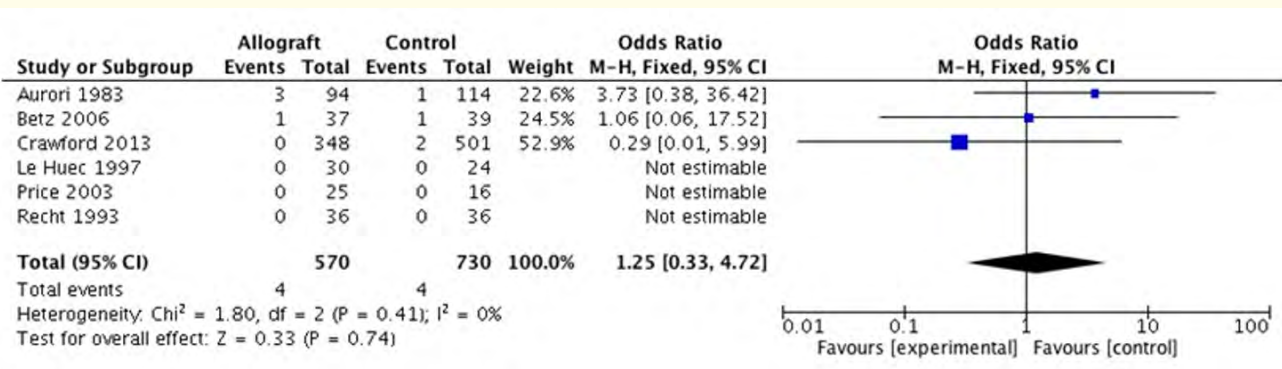 Allograft Control Odds Ratio Odds Ratio
Study or Subgroup Events Total Events Total Weight M-H, Fixed, 95% CI M-H, Fixed, 95% CI
Aurori 1983 3 94 1 114 22.6% 3.73 [0.38, 36.42]
Betz 2006 1 37 1 39 24.5% 1.06 [0.06, 17.52]
Crawford 2013 0 348 2 501 52.9% 0.29 [0.01, 5.99]
Le Huec 1997 0 30 0 24 Not estimable
Price 2003 0 25 0 16 Not estimable
Recht 1993 0 36 0 36 Not estimable
Total (95% CI) 570 730 100.0% 1.25 [0.33, 4.72]
Total events 4 4
Heterogeneity: Chi² = 1.80, df = 2 (P = 0.41); I² = 0%
Test for overall effect: Z = 0.33 (P = 0.74)
0.01 0.1 1 10 100
Favours [experimental] Favours [control]